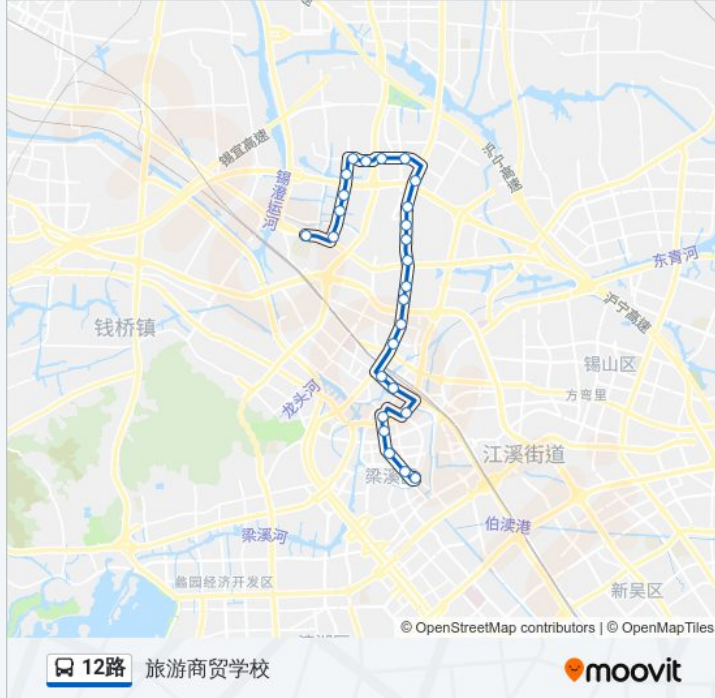 锡宜高速
京宁高速
锡澄运河
东青河
沪宁高速
钱桥镇
锡山区
方弯里
龙头河
江溪街道
梁溪
伯渎港
梁溪河
蠡园经济开发区
新吴区
© OpenStreetMap contributors | © OpenMapTiles
12路 旅游商贸学校
moovit